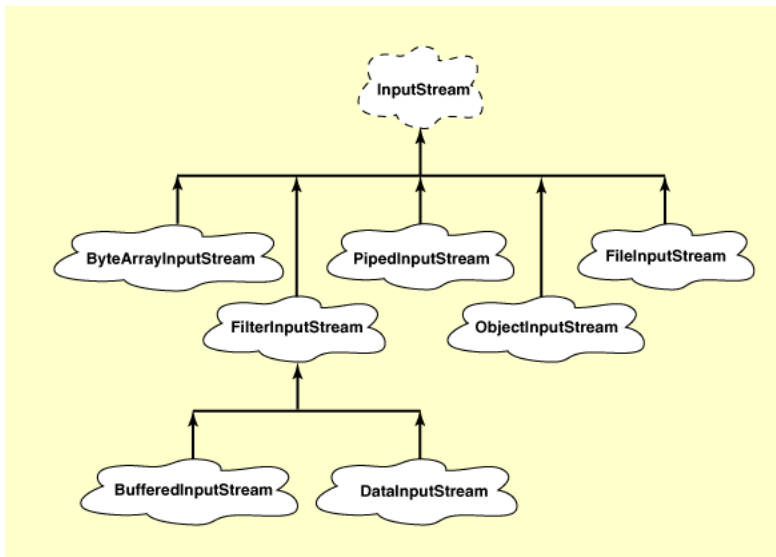 InputStream
ByteArrayInputStream
PipedInputStream
FileInputStream
FilterInputStream
ObjectInputStream
BufferedInputStream
DataInputStream